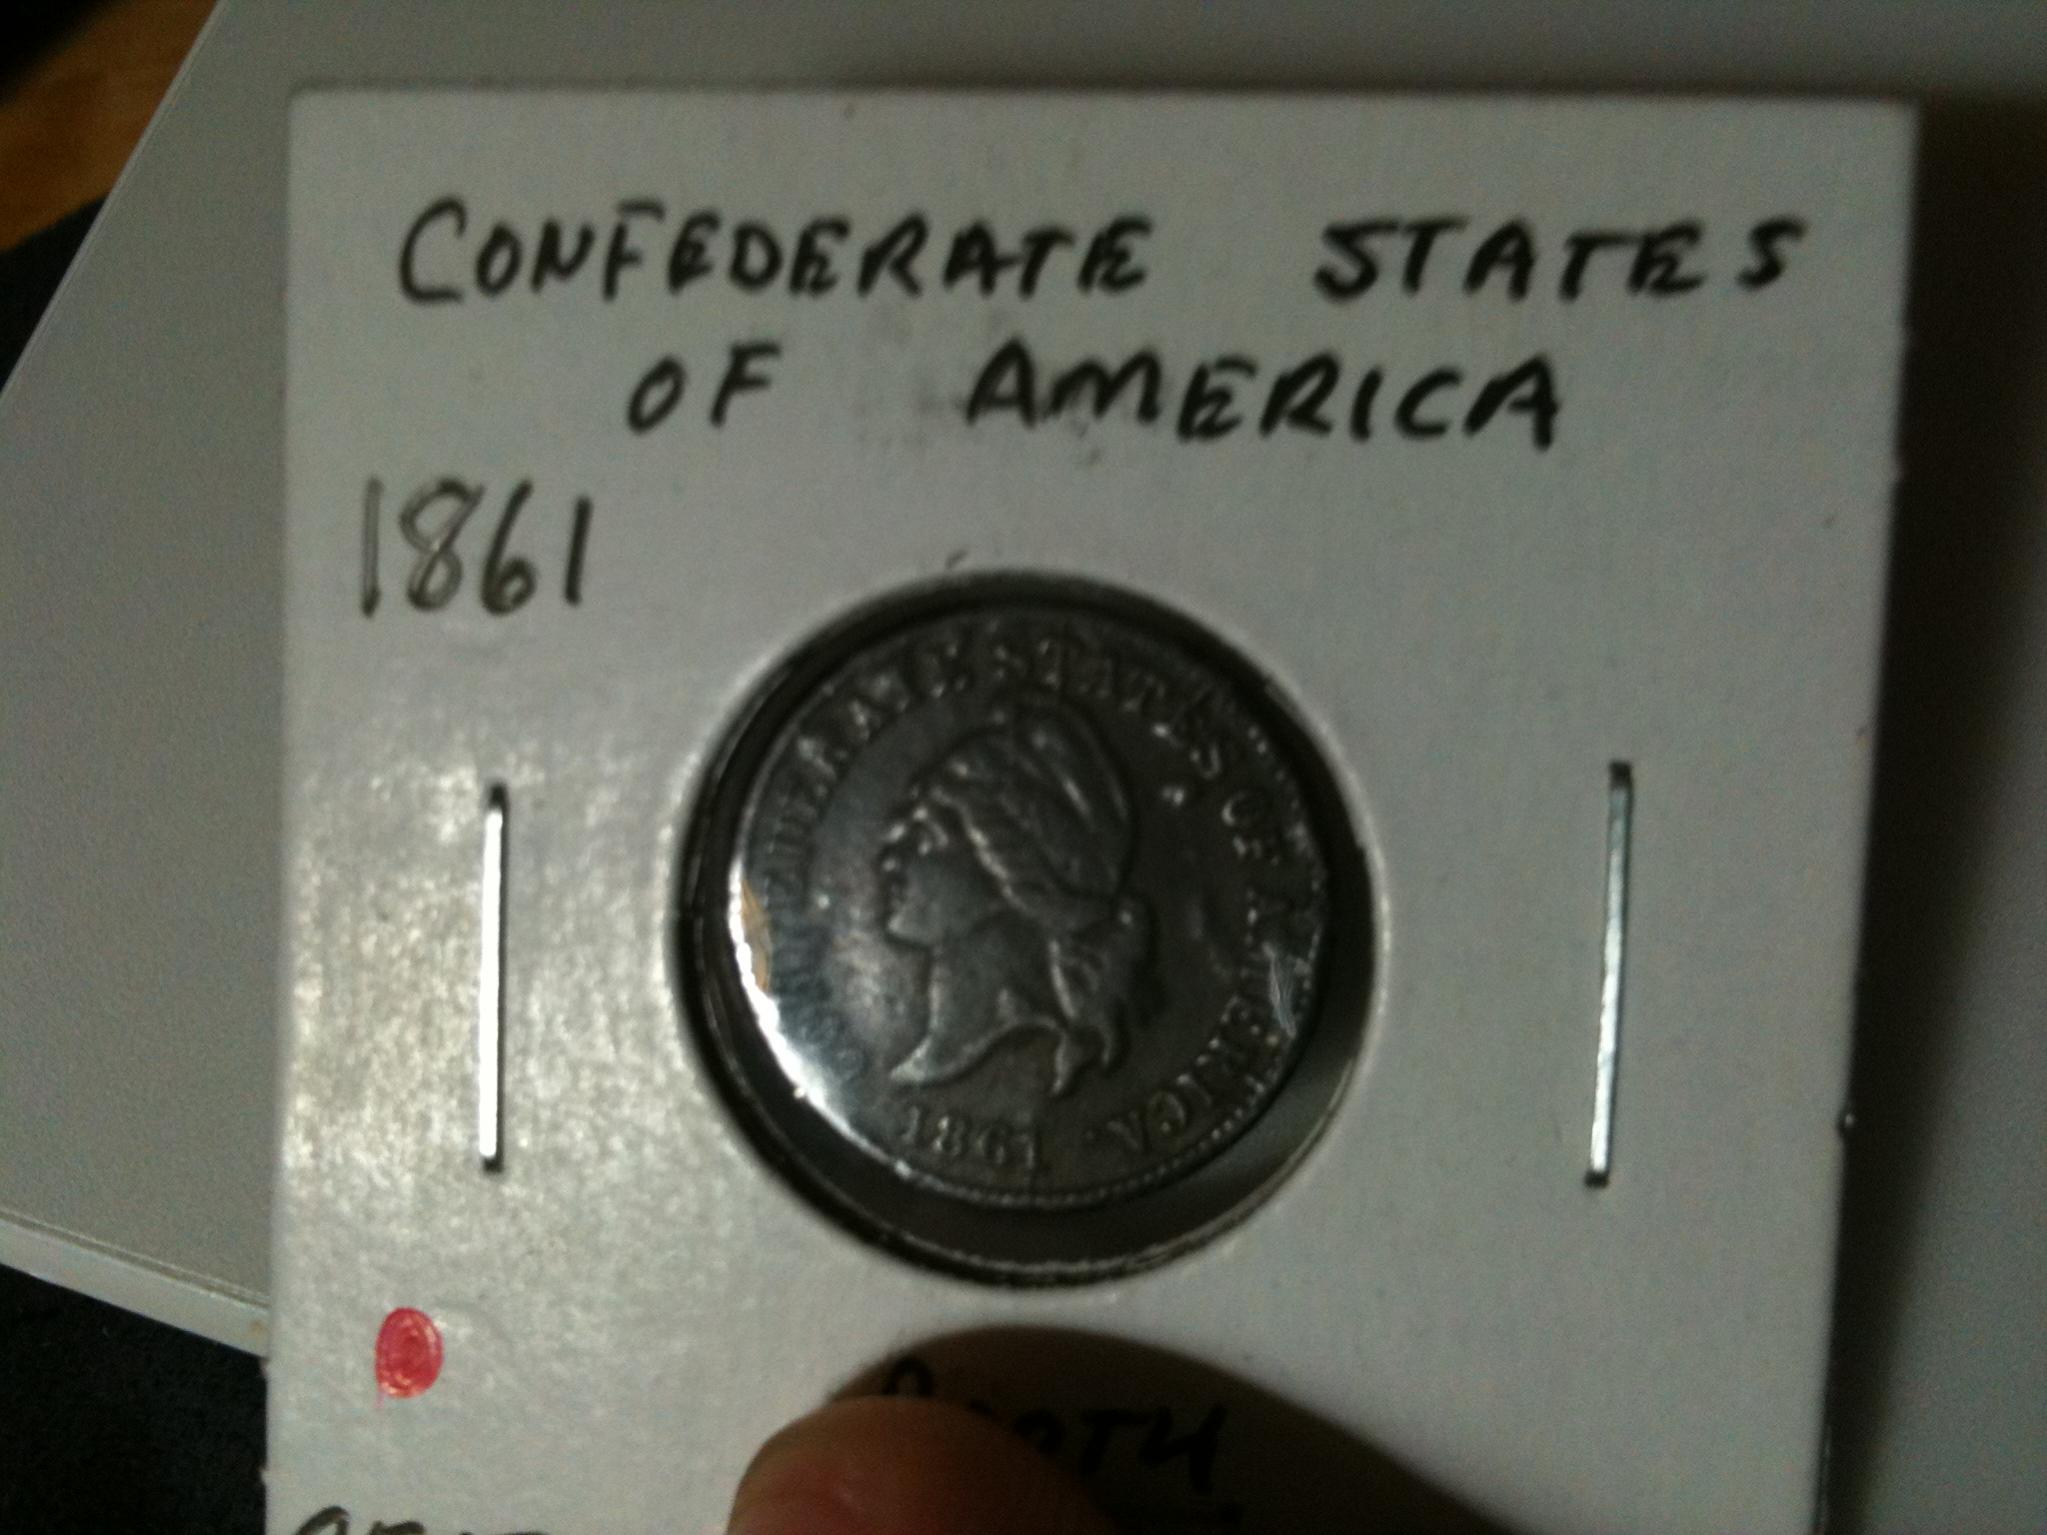 CONFEDERATE STATES
OF AMERICA
1861
CONFEDERATE STATES OF AMERICA.
1861